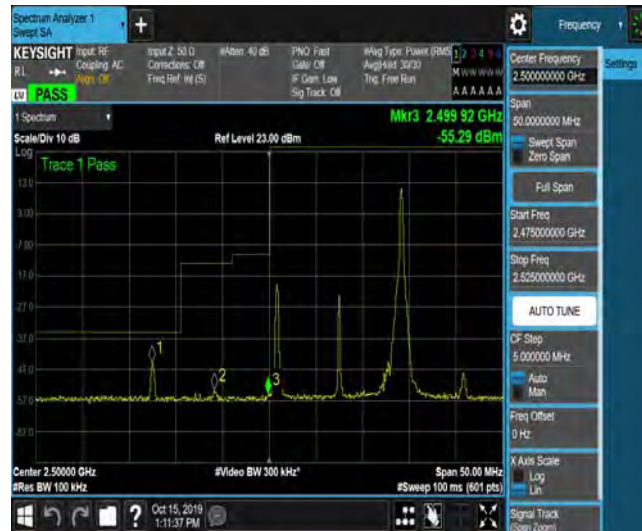 Spectrum Analyzer 1
Swept SA
+
Frequency
KEYSIGHT
RL
Input: RF
Coupling: AC
Align: Off
Input Z: 50 Ω
Corrections: Off
Freq Ref: Int (S)
#Atten: 40 dB
PNO: Fast
Gate: Off
IF Gain: Low
Sig Track: Off
#Avg Type: Power (RMS
Avg|Hold: 30/30
Trig: Free Run
1 2 3 4 5 6
M W W W W W
A A A A A A
LV PASS
1 Spectrum
Scale/Div 10 dB
Log
Ref Level 23.00 dBm
Mkr3 2.499 92 GHz
-55.29 dBm
Trace 1 Pass
13.0
3.00
-7.00
-17.0
-27.0
-37.0
-47.0
-57.0
-67.0
1
2
3
Center 2.50000 GHz
#Res BW 100 kHz
#Video BW 300 kHz*
Span 50.00 MHz
#Sweep 100 ms (601 pts)
Oct 15, 2019
1:11:37 PM
?
Center Frequency
2.500000000 GHz
Settings
Span
50.0000000 MHz
Swept Span
Zero Span
Full Span
Start Freq
2.475000000 GHz
Stop Freq
2.525000000 GHz
AUTO TUNE
CF Step
5.000000 MHz
Auto
Man
Freq Offset
0 Hz
X Axis Scale
Log
Lin
Signal Track
(Span Zoom)